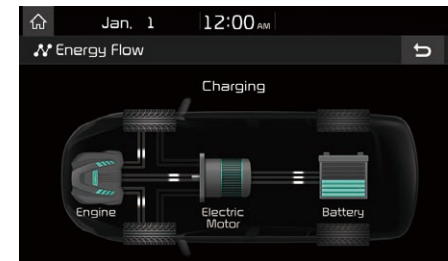 Jan. 1 12:00 AM
Energy Flow
Charging
Engine
Electric
Motor
Battery